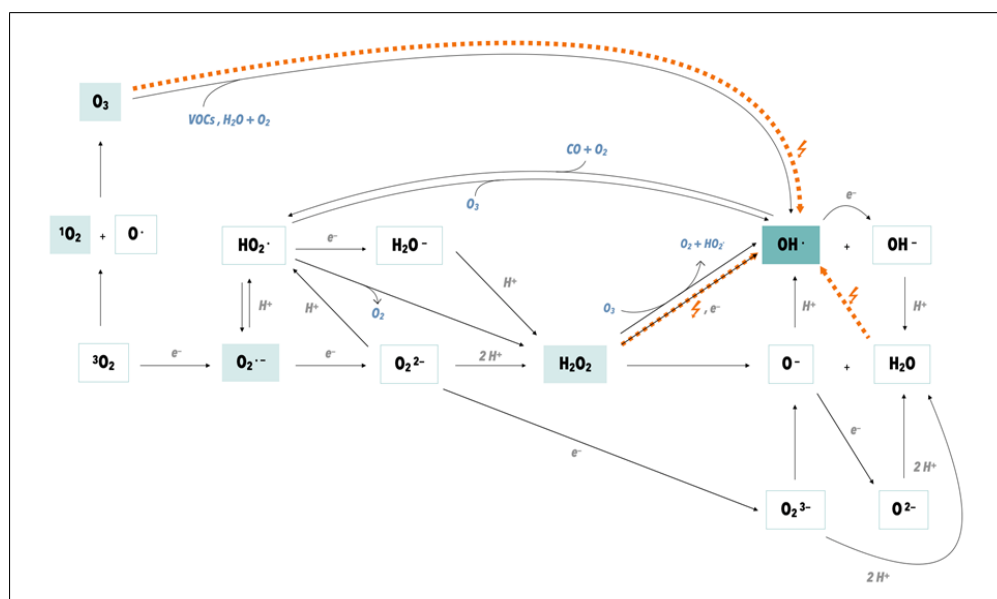 O₃
VOCs, H₂O + O₂
CO + O₂
O₃
e⁻
¹O₂ + O·
HO₂· e⁻ H₂O⁻
O₂ + HO₂·
OH· + OH⁻
H⁺
H⁺
H⁺
O₂
O₃
, e⁻
H⁺
H⁺
³O₂ e⁻ O₂·⁻ e⁻ O₂²⁻ 2 H⁺ H₂O₂ O⁻ + H₂O
e⁻
e⁻
2 H⁺
O₂³⁻ O²⁻
2 H⁺